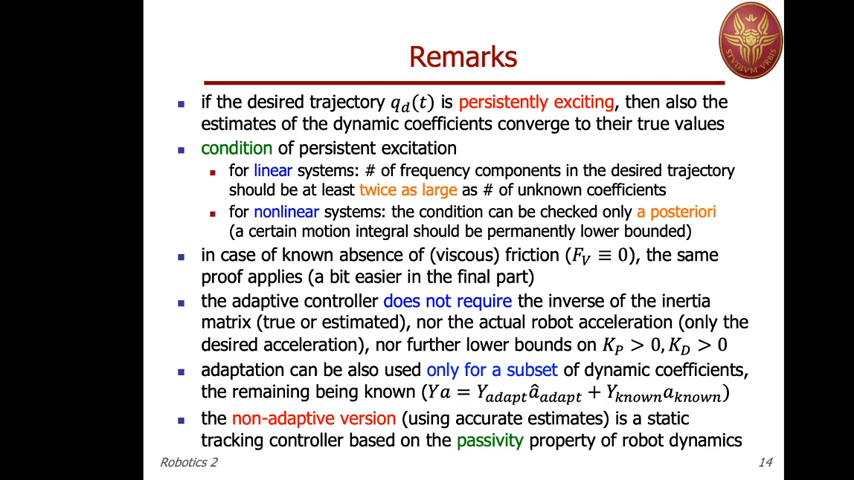 Remarks
STVDIVM VRBIS
▪ if the desired trajectory q_d(t) is persistently exciting, then also the
estimates of the dynamic coefficients converge to their true values
▪ condition of persistent excitation
▪ for linear systems: # of frequency components in the desired trajectory
should be at least twice as large as # of unknown coefficients
▪ for nonlinear systems: the condition can be checked only a posteriori
(a certain motion integral should be permanently lower bounded)
▪ in case of known absence of (viscous) friction (F_V ≡ 0), the same
proof applies (a bit easier in the final part)
▪ the adaptive controller does not require the inverse of the inertia
matrix (true or estimated), nor the actual robot acceleration (only the
desired acceleration), nor further lower bounds on K_P > 0, K_D > 0
▪ adaptation can be also used only for a subset of dynamic coefficients,
the remaining being known (Ya = Y_adapt â_adapt + Y_known a_known)
▪ the non-adaptive version (using accurate estimates) is a static
tracking controller based on the passivity property of robot dynamics
Robotics 2
14